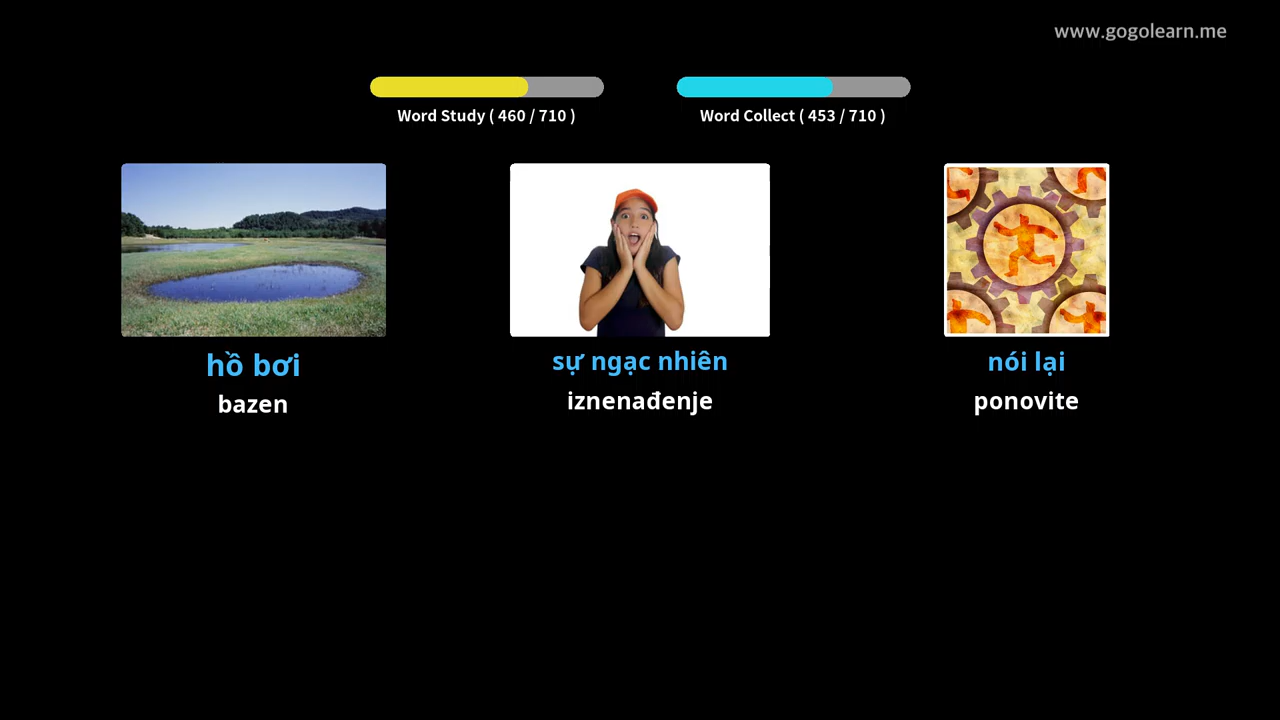 www.gogolearn.me
Word Study ( 460 / 710 )
Word Collect ( 453 / 710 )
hồ bơi
bazen
sự ngạc nhiên
iznenađenje
nói lại
ponovite